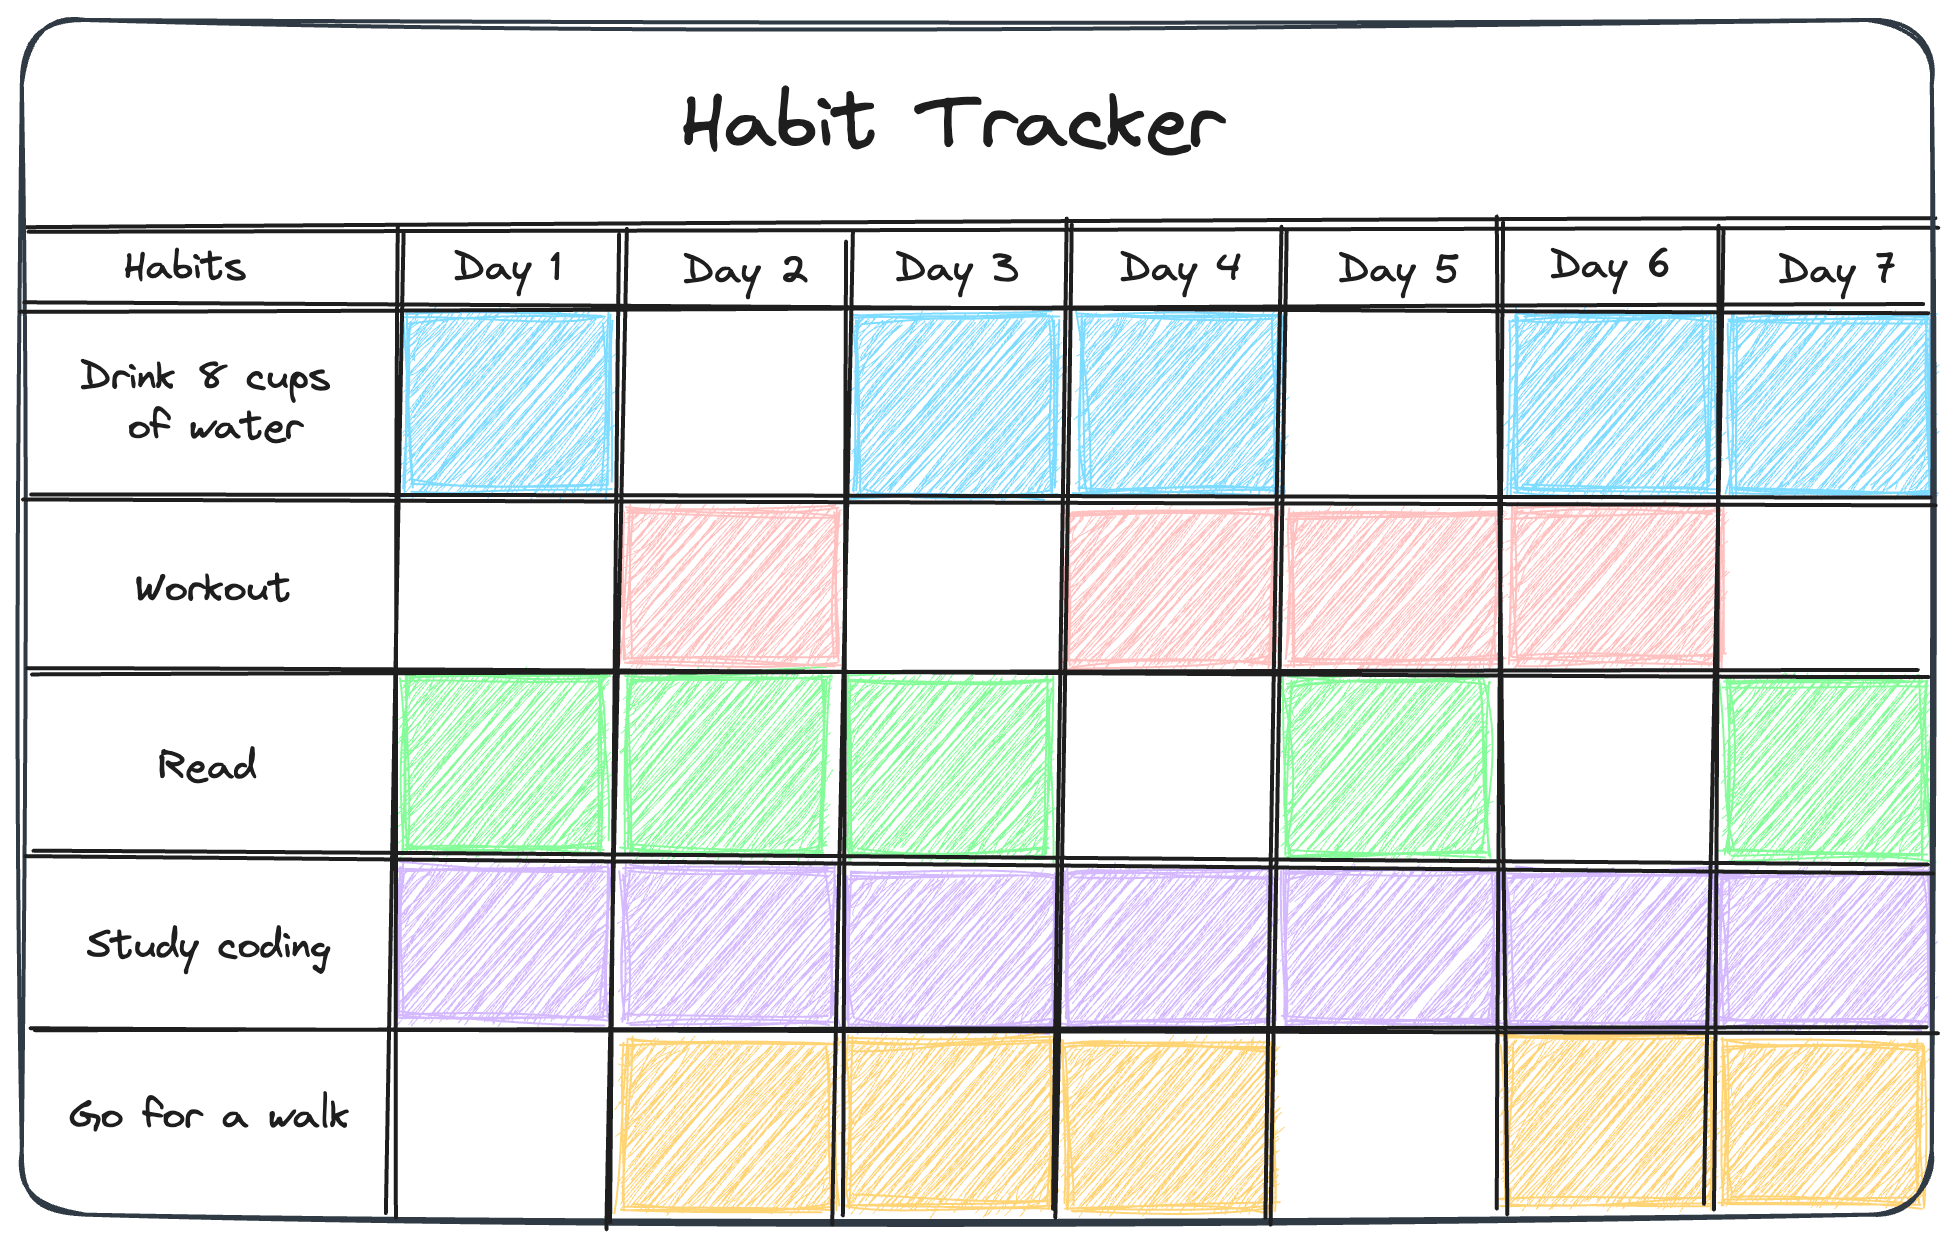 Habit Tracker
Habits
Day 1
Day 2
Day 3
Day 4
Day 5
Day 6
Day 7
Drink 8 cups
of water
Workout
Read
Study coding
Go for a walk